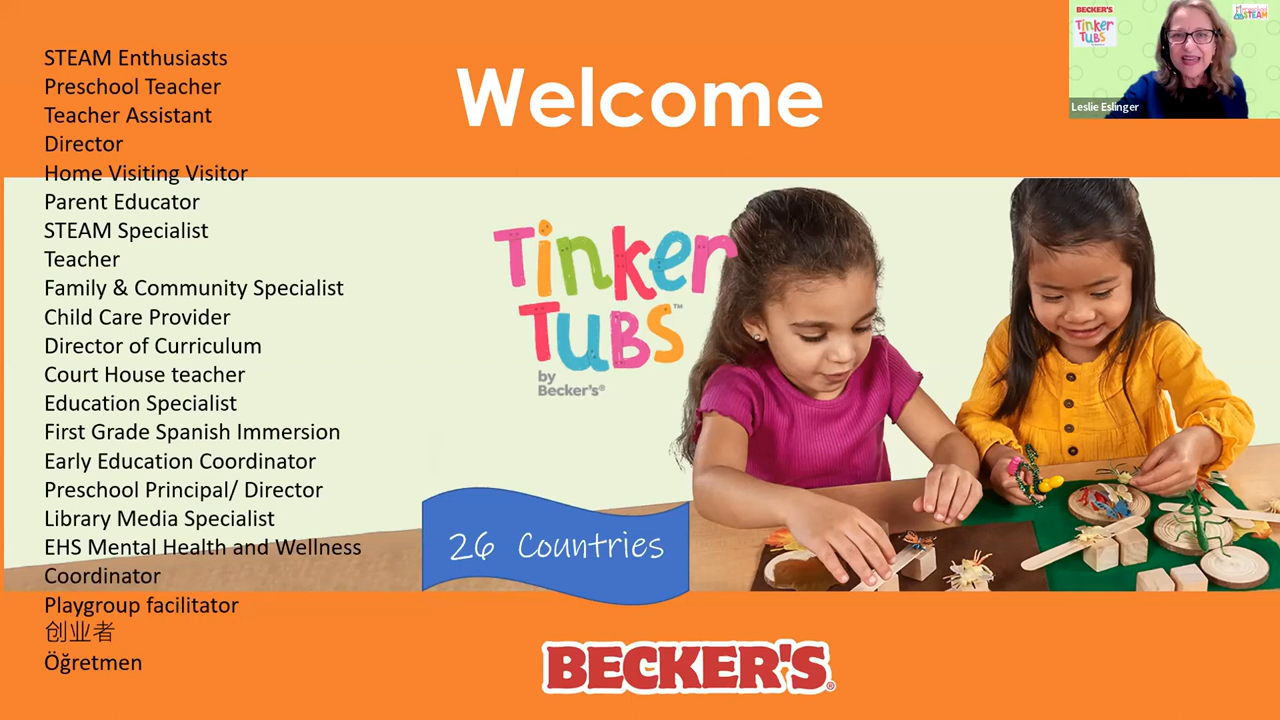 STEAM Enthusiasts
Preschool Teacher
Teacher Assistant
Director
Home Visiting Visitor
Parent Educator
STEAM Specialist
Teacher
Family & Community Specialist
Child Care Provider
Director of Curriculum
Court House teacher
Education Specialist
First Grade Spanish Immersion
Early Education Coordinator
Preschool Principal/ Director
Library Media Specialist
EHS Mental Health and Wellness
Coordinator
Playgroup facilitator
创业者
Öğretmen
Welcome
Tinker
TUBS™
by
Becker's®
26 Countries
BECKER'S®
BECKER'S
Tinker
TUBS
STEAM
Leslie Eslinger